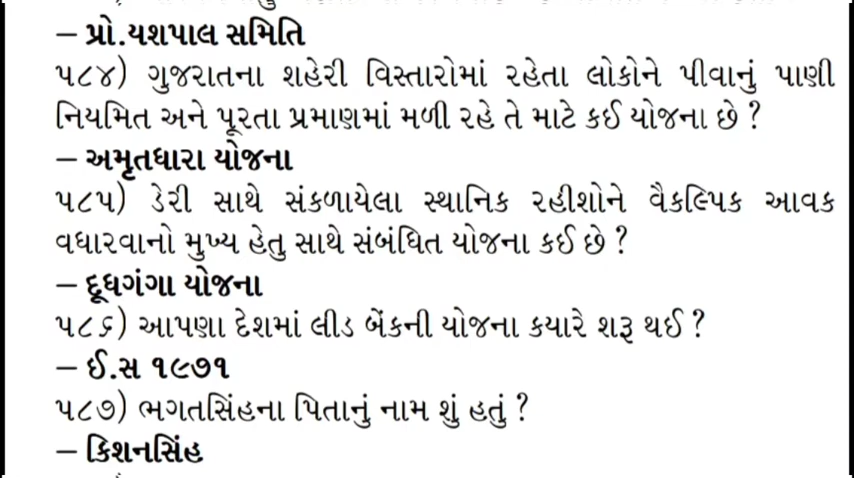 – પ્રો.યશપાલ સમિતિ
૫૮૪) ગુજરાતના શહેરી વિસ્તારોમાં રહેતા લોકોને પીવાનું પાણી
નિયમિત અને પૂરતા પ્રમાણમાં મળી રહે તે માટે કઈ યોજના છે ?
– અમૃતધારા યોજના
૫૮૫) ડેરી સાથે સંકળાયેલા સ્થાનિક રહીશોને વૈકલ્પિક આવક
વધારવાનો મુખ્ય હેતુ સાથે સંબંધિત યોજના કઈ છે ?
– દૂધગંગા યોજના
૫૮૬) આપણા દેશમાં લીડ બેંકની યોજના કયારે શરૂ થઈ ?
– ઈ.સ ૧૯૭૧
૫૮૭) ભગતસિંહના પિતાનું નામ શું હતું ?
– કિશનસિંહ